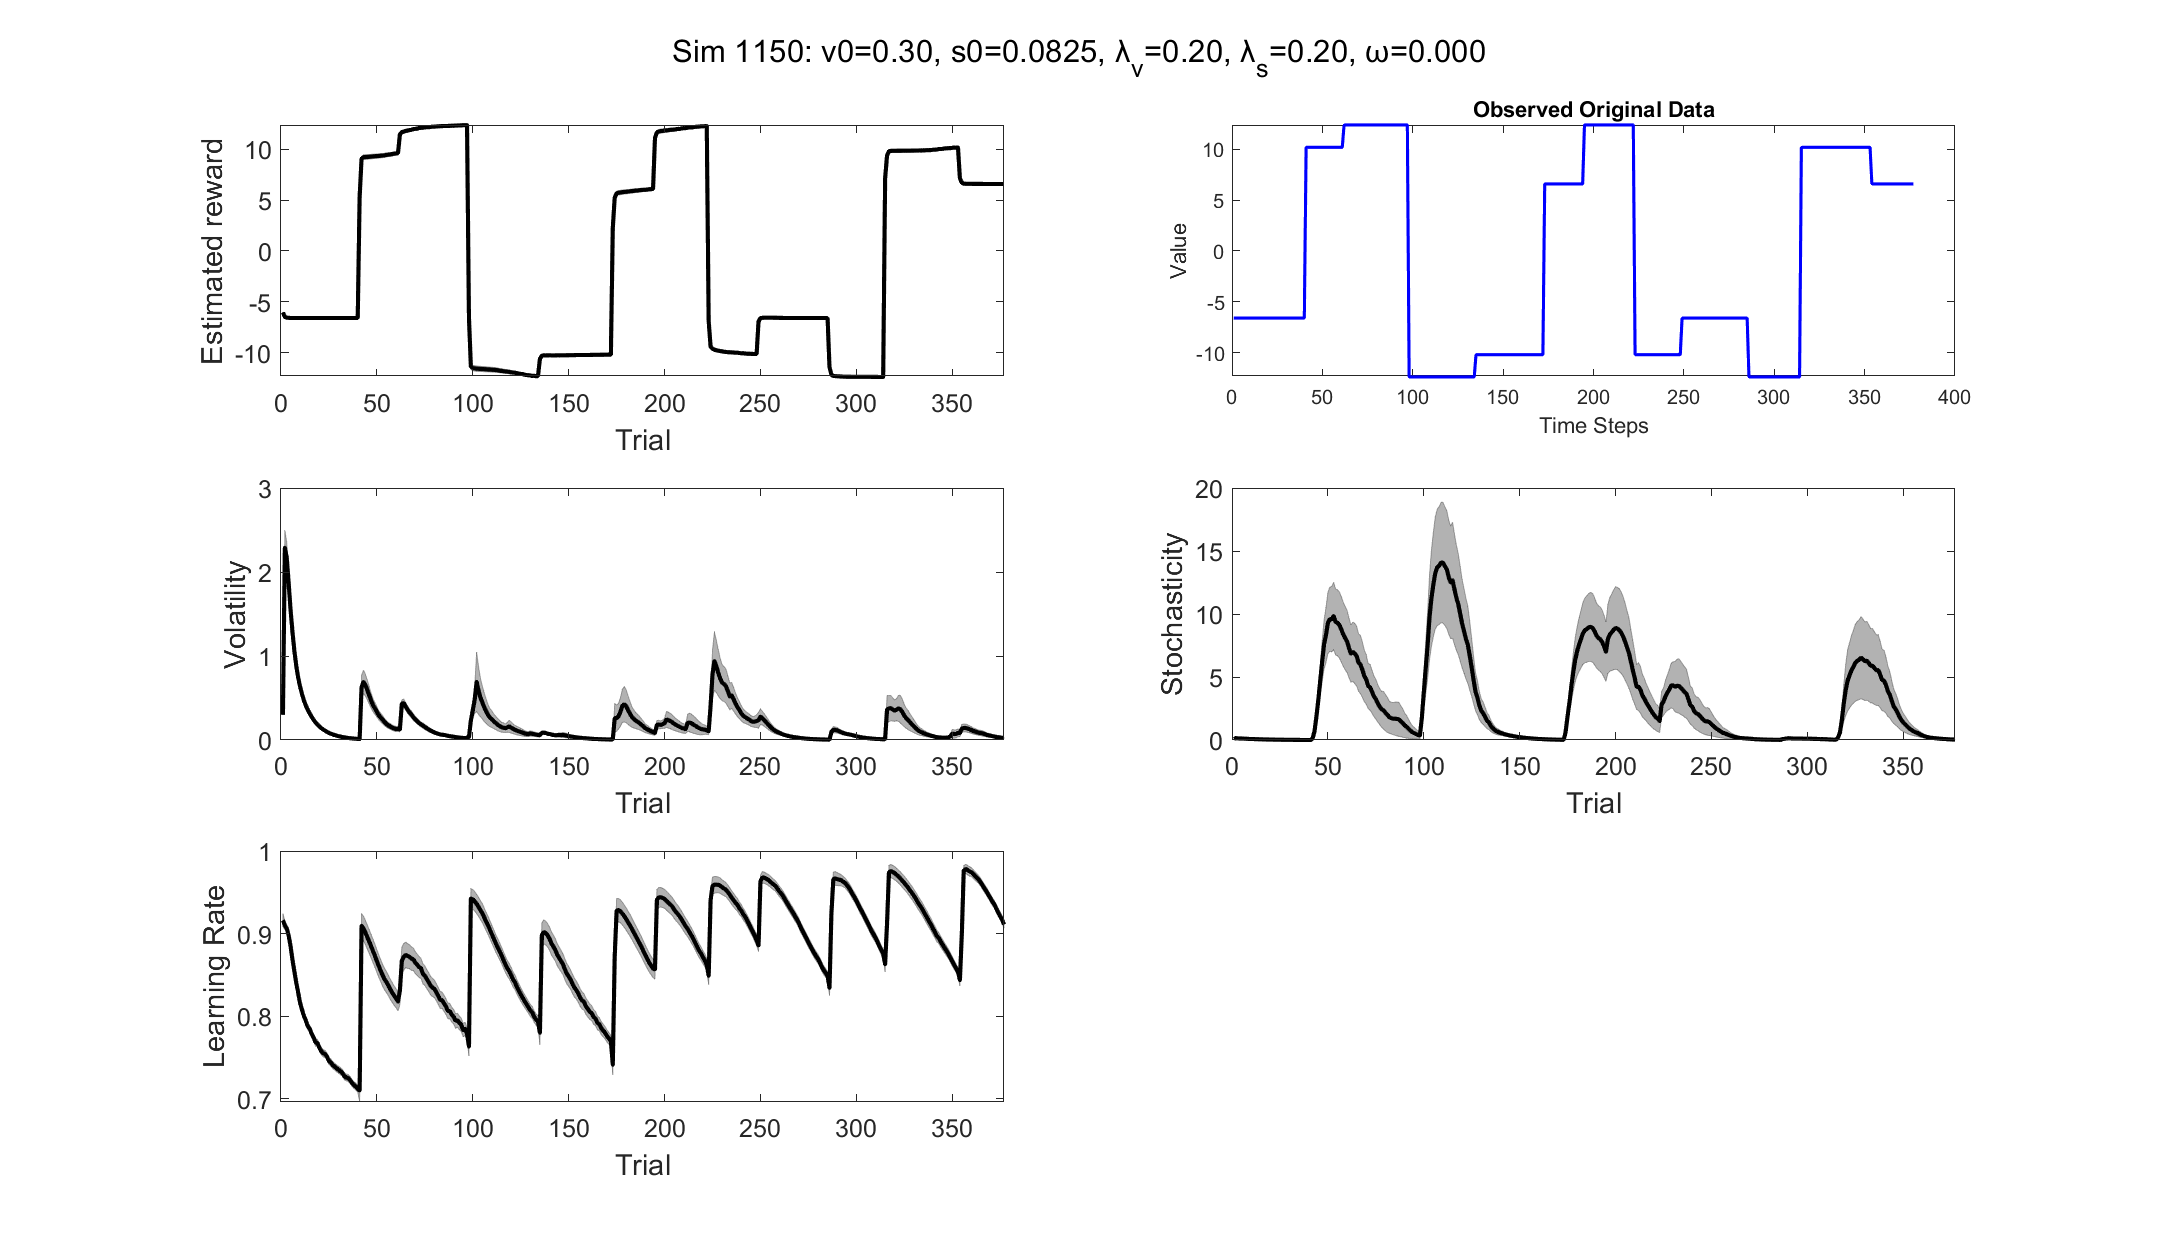 Sim 1150: v0=0.30, s0=0.0825, λv=0.20, λs=0.20, ω=0.000
Estimated reward
10
5
0
-5
-10
0 50 100 150 200 250 300 350
Trial
Observed Original Data
Value
10
5
0
-5
-10
0 50 100 150 200 250 300 350 400
Time Steps
Volatility
3
2
1
0
0 50 100 150 200 250 300 350
Trial
Stochasticity
20
15
10
5
0
0 50 100 150 200 250 300 350
Trial
Learning Rate
1
0.9
0.8
0.7
0 50 100 150 200 250 300 350
Trial